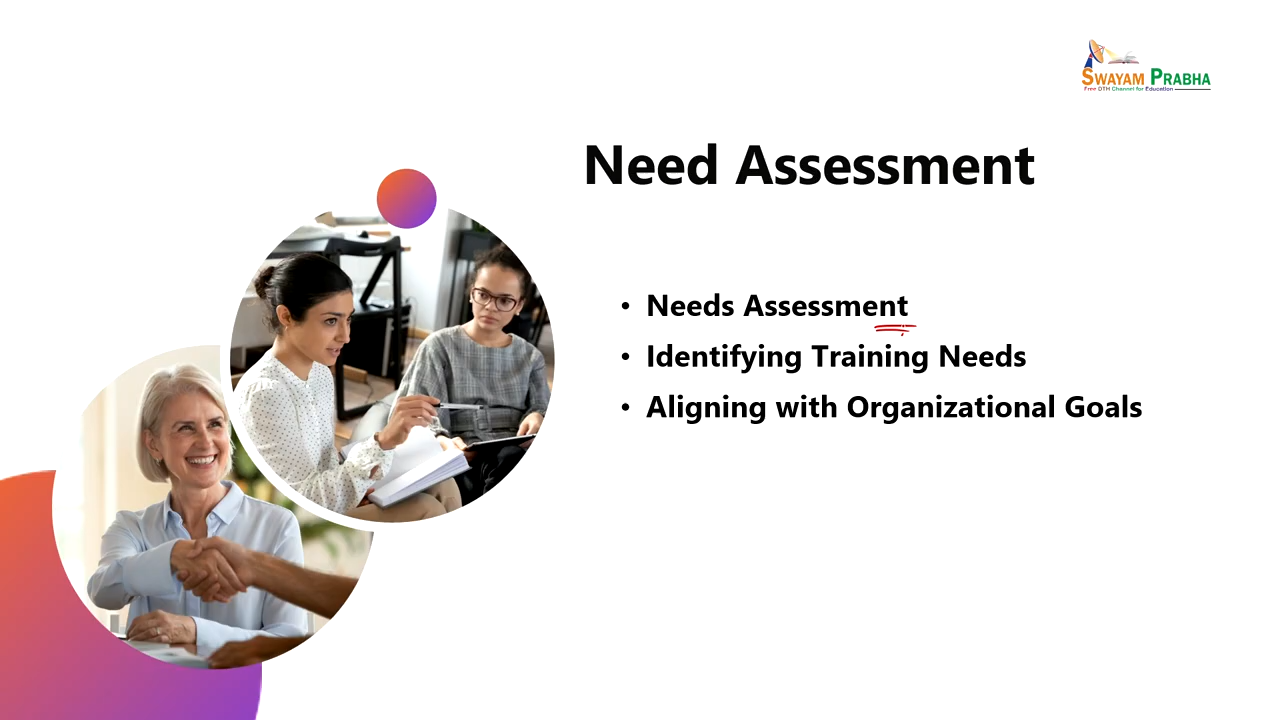 SWAYAM PRABHA
Free DTH Channel for Education
Need Assessment
• Needs Assessment
• Identifying Training Needs
• Aligning with Organizational Goals